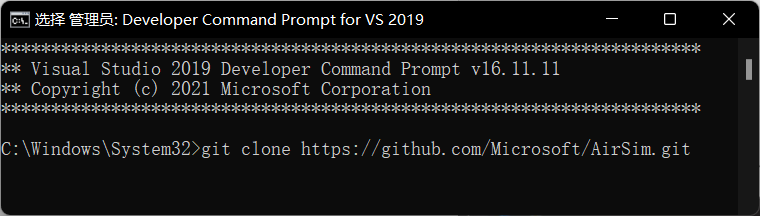 选择 管理员: Developer Command Prompt for VS 2019
**********************************************************************
** Visual Studio 2019 Developer Command Prompt v16.11.11
** Copyright (c) 2021 Microsoft Corporation
**********************************************************************
C:\Windows\System32>git clone https://github.com/Microsoft/AirSim.git